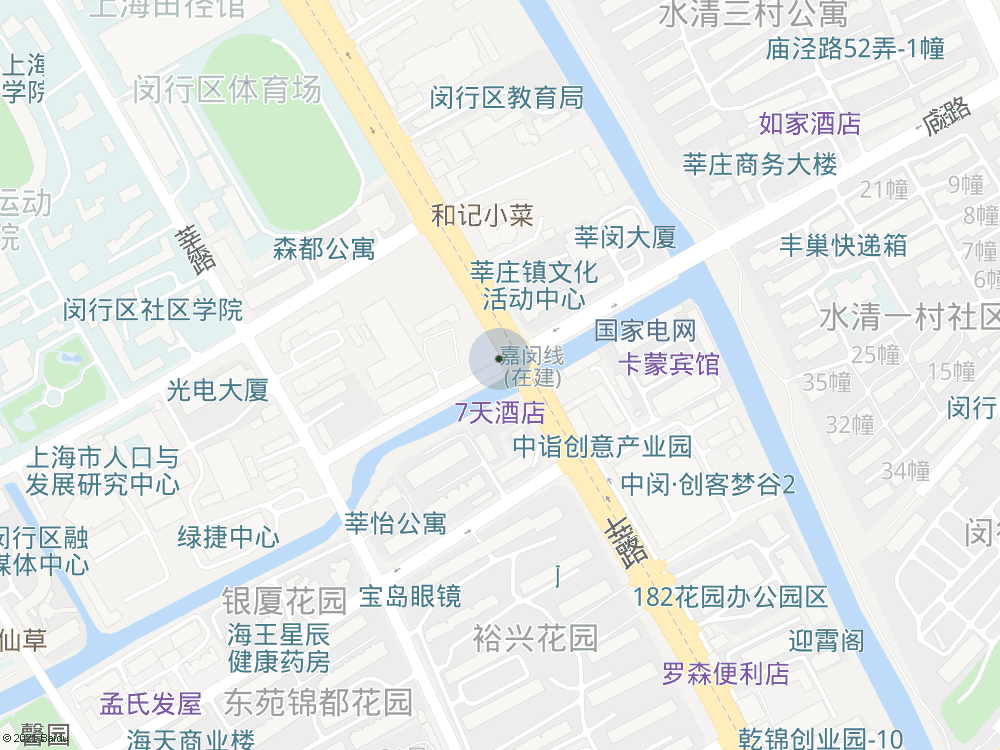 上海田径馆
水清三村公寓
庙泾路52弄-1幢
上海
学院
闵行区体育场
闵行区教育局
如家酒店
莘庄商务大楼
21幢
9幢
运动
院
和记小菜
8幢
莘闵大厦
森都公寓
丰巢快递箱
7幢
莘庄镇文化
活动中心
6幢
闵行区社区学院
水清一村社区
国家电网
嘉闵线
(在建)
25幢
卡蒙宾馆
15幢
35幢
光电大厦
7天酒店
闵行
32幢
中诣创意产业园
上海市人口与
发展研究中心
34幢
中闵·创客梦谷2
莘怡公寓
绿捷中心
闵行区融
媒体中心
闵行
宝岛眼镜
银厦花园
182花园办公园区
仙草
海王星辰
健康药房
裕兴花园
迎霄阁
罗森便利店
孟氏发屋
东苑锦都花园
馨园
海天商业楼
乾锦创业园-10
© 2021 Baidu